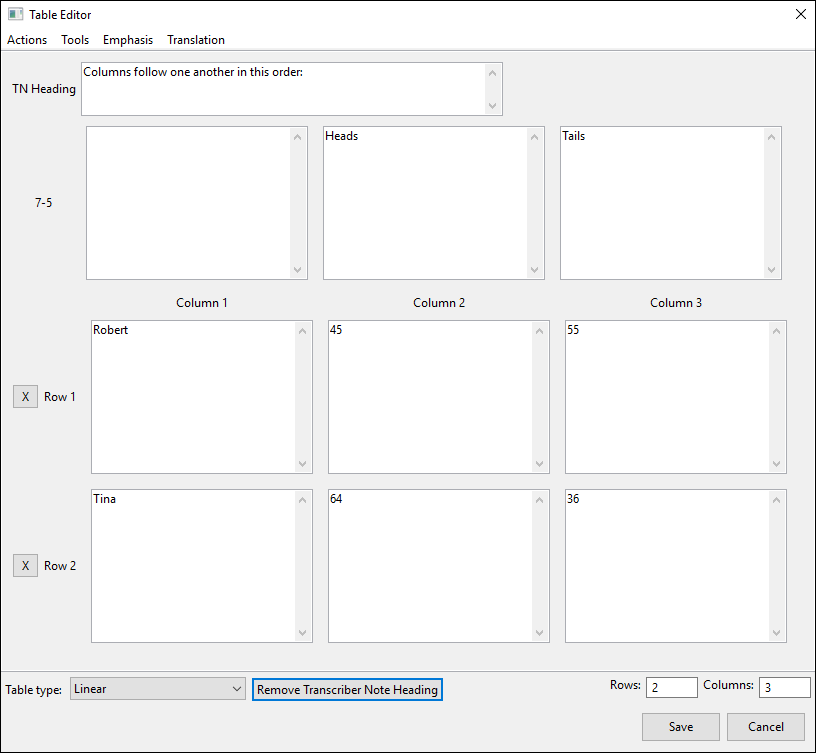 Table Editor
Actions Tools Emphasis Translation
TN Heading Columns follow one another in this order:
7-5 Heads Tails
Column 1 Column 2 Column 3
X Row 1 Robert 45 55
X Row 2 Tina 64 36
Table type: Linear Remove Transcriber Note Heading Rows: 2 Columns: 3
Save Cancel